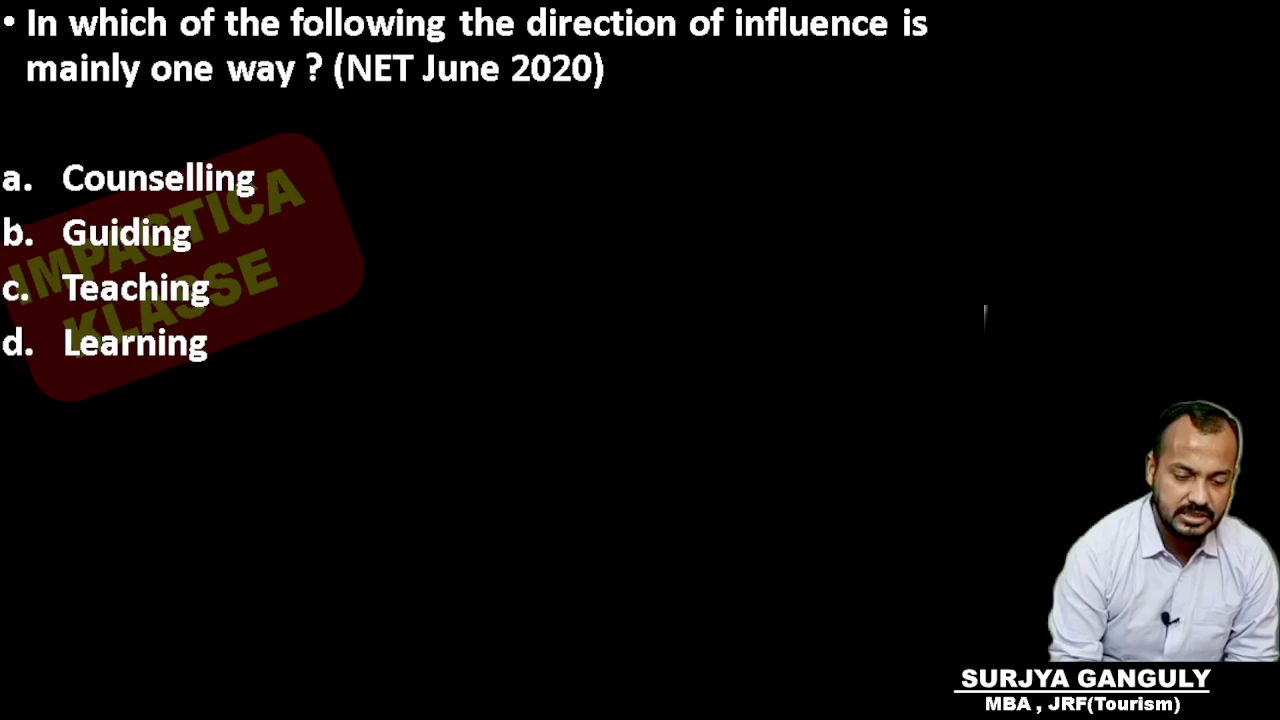 • In which of the following the direction of influence is
mainly one way ? (NET June 2020)
a. Counselling
b. Guiding
c. Teaching
d. Learning
IMPACTICA
KLASSE
SURJYA GANGULY
MBA , JRF(Tourism)